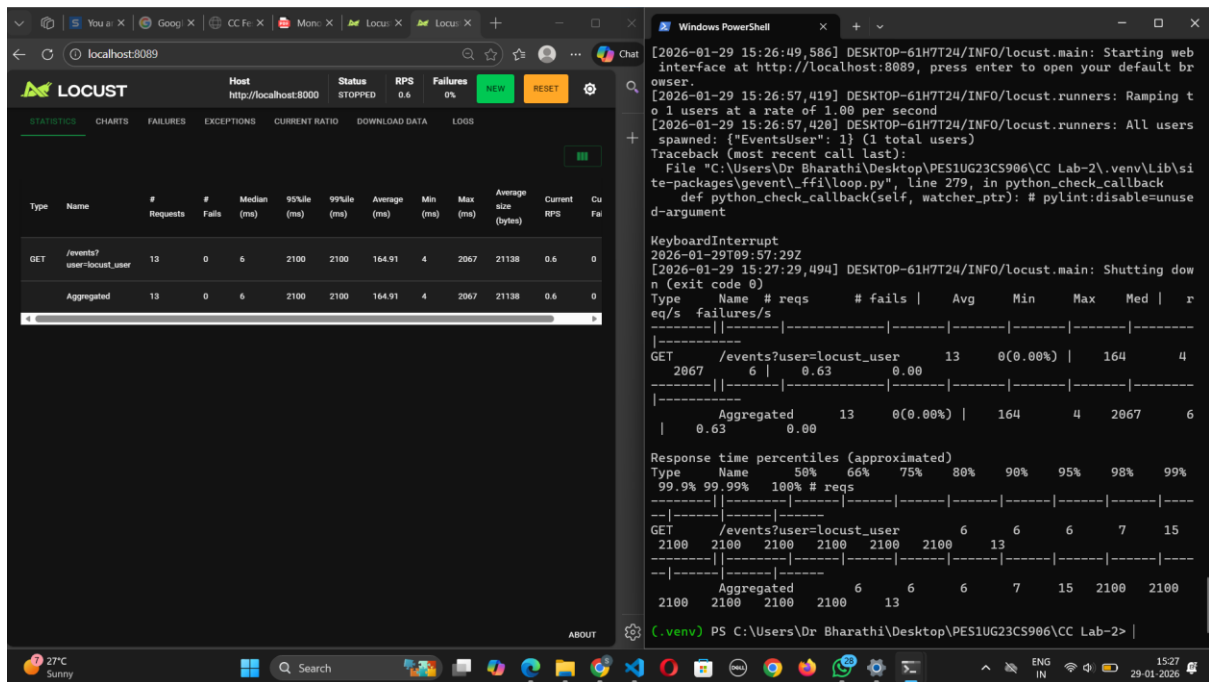 You ar
Googl
CC Fe
Monc
Locus
Locus
localhost:8089
Chat
LOCUST
Host
http://localhost:8000
Status
STOPPED
RPS
0.6
Failures
0%
NEW
RESET
STATISTICS CHARTS FAILURES EXCEPTIONS CURRENT RATIO DOWNLOAD DATA LOGS
Type Name # Requests # Fails Median (ms) 95%ile (ms) 99%ile (ms) Average (ms) Min (ms) Max (ms) Average size (bytes) Current RPS Cu Fai
GET /events?user=locust_user 13 0 6 2100 2100 164.91 4 2067 21138 0.6 0
Aggregated 13 0 6 2100 2100 164.91 4 2067 21138 0.6 0
ABOUT
Windows PowerShell
[2026-01-29 15:26:49,586] DESKTOP-61H7T24/INFO/locust.main: Starting web
interface at http://localhost:8089, press enter to open your default br
owser.
[2026-01-29 15:26:57,419] DESKTOP-61H7T24/INFO/locust.runners: Ramping t
o 1 users at a rate of 1.00 per second
[2026-01-29 15:26:57,420] DESKTOP-61H7T24/INFO/locust.runners: All users
spawned: {"EventsUser": 1} (1 total users)
Traceback (most recent call last):
File "C:\Users\Dr Bharathi\Desktop\PES1UG23CS906\CC Lab-2\.venv\Lib\si
te-packages\gevent\_ffi\loop.py", line 279, in python_check_callback
def python_check_callback(self, watcher_ptr): # pylint:disable=unuse
d-argument
KeyboardInterrupt
2026-01-29T09:57:29Z
[2026-01-29 15:27:29,494] DESKTOP-61H7T24/INFO/locust.main: Shutting dow
n (exit code 0)
Type Name # reqs # fails | Avg Min Max Med | r
eq/s failures/s
--------||-------|-------------|-------|-------|-------|-------|--------
|-----------
GET /events?user=locust_user 13 0(0.00%) | 164 4
2067 6 | 0.63 0.00
--------||-------|-------------|-------|-------|-------|-------|--------
|-----------
Aggregated 13 0(0.00%) | 164 4 2067 6
| 0.63 0.00
Response time percentiles (approximated)
Type Name 50% 66% 75% 80% 90% 95% 98% 99%
99.9% 99.99% 100% # reqs
--------||--------|------|------|------|------|------|------|------|----
--|------|------|------
GET /events?user=locust_user 6 6 6 7 15
2100 2100 2100 2100 2100 2100 13
--------||--------|------|------|------|------|------|------|------|----
--|------|------|------
Aggregated 6 6 6 7 15 2100 2100
2100 2100 2100 2100 13
(.venv) PS C:\Users\Dr Bharathi\Desktop\PES1UG23CS906\CC Lab-2>
7
27°C
Sunny
Search
DELL
28
ENG
IN
15:27
29-01-2026